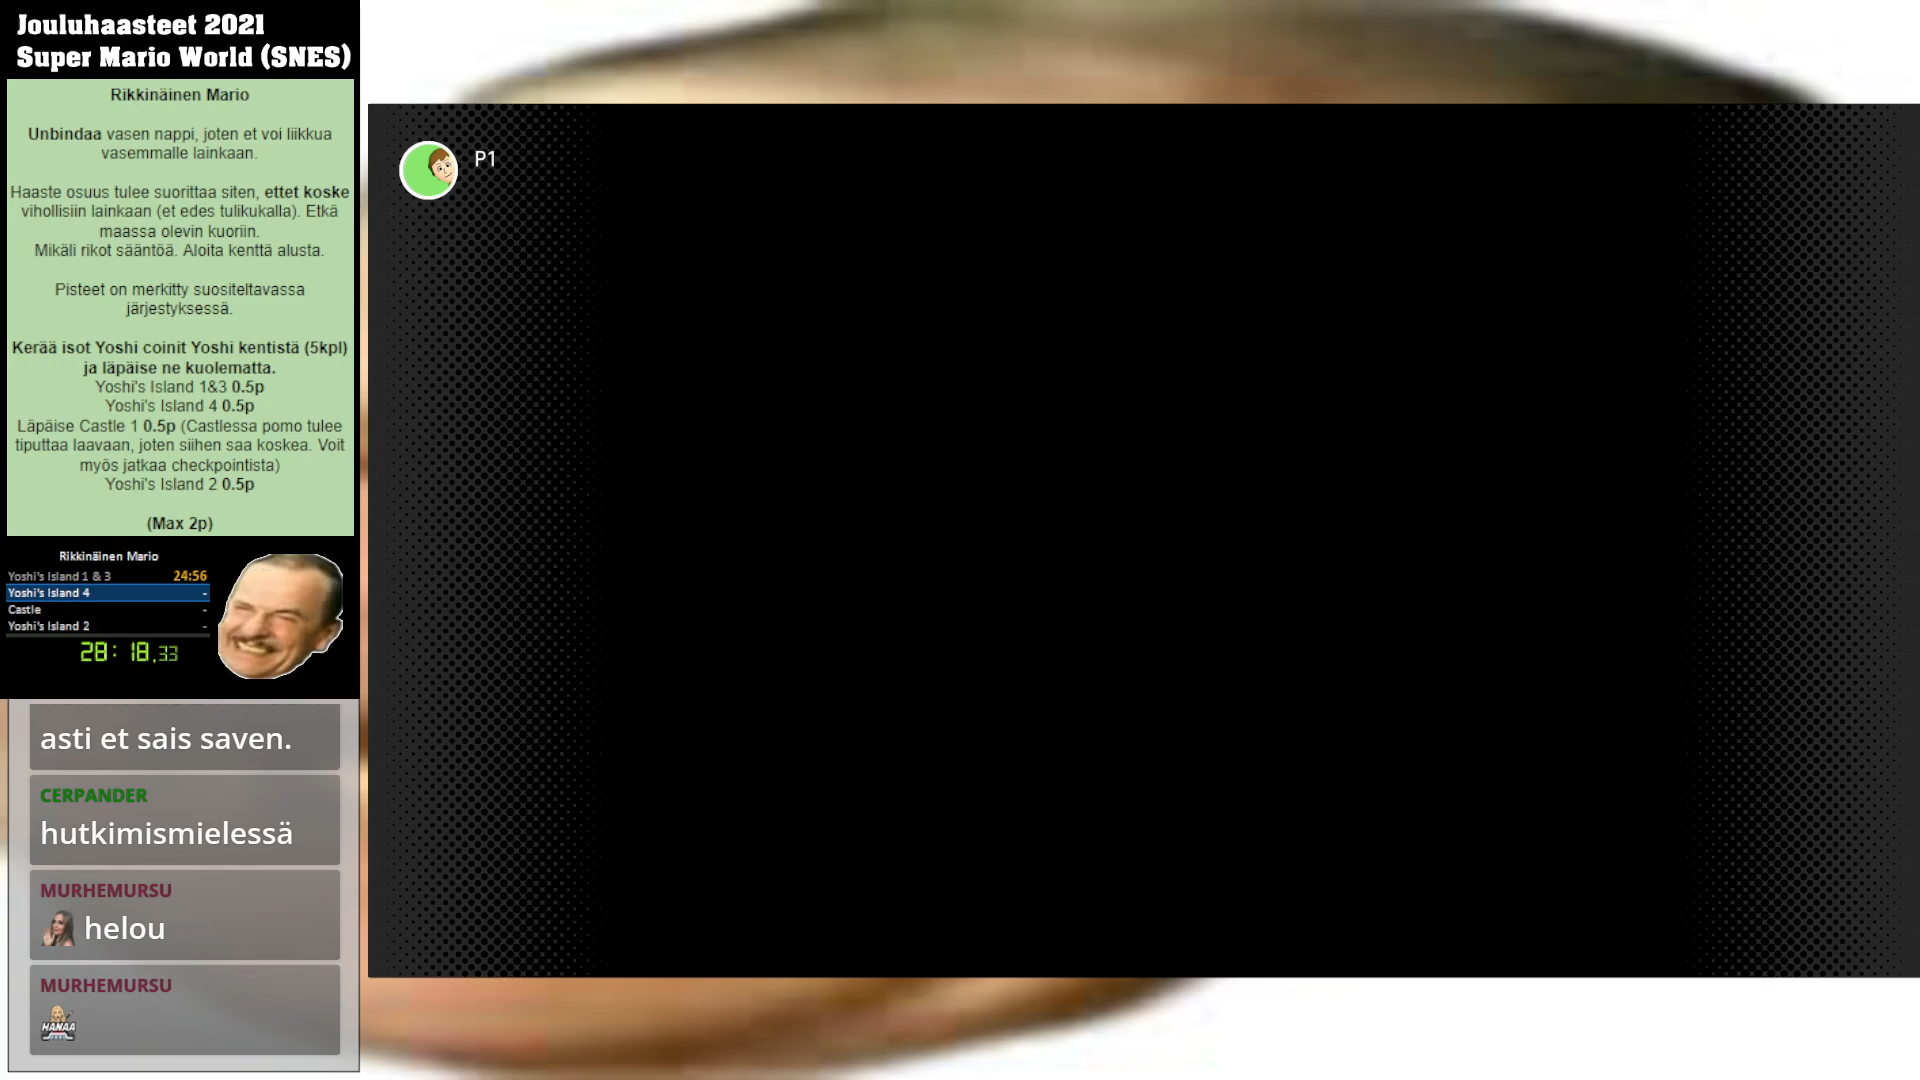 Jouluhaasteet 2021
Super Mario World (SNES)
Rikkinäinen Mario
Unbindaa vasen nappi, joten et voi liikkua
vasemmalle lainkaan.
Haaste osuus tulee suorittaa siten, ettet koske
vihollisiin lainkaan (et edes tulikukalla). Etkä
maassa olevin kuoriin.
Mikäli rikot sääntöä. Aloita kenttä alusta.
Pisteet on merkitty suositeltavassa
järjestyksessä.
Kerää isot Yoshi coinit Yoshi kentistä (5kpl)
ja läpäise ne kuolematta.
Yoshi's Island 1&3 0.5p
Yoshi's Island 4 0.5p
Läpäise Castle 1 0.5p (Castlessa pomo tulee
tiputtaa laavaan, joten siihen saa koskea. Voit
myös jatkaa checkpointista)
Yoshi's Island 2 0.5p
(Max 2p)
Rikkinäinen Mario
Yoshi's Island 1 & 3 24:56
Yoshi's Island 4 -
Castle -
Yoshi's Island 2 -
28:18.33
asti et sais saven.
CERPANDER
hutkimismielessä
MURHEMURSU
helou
MURHEMURSU
HANAA
P1